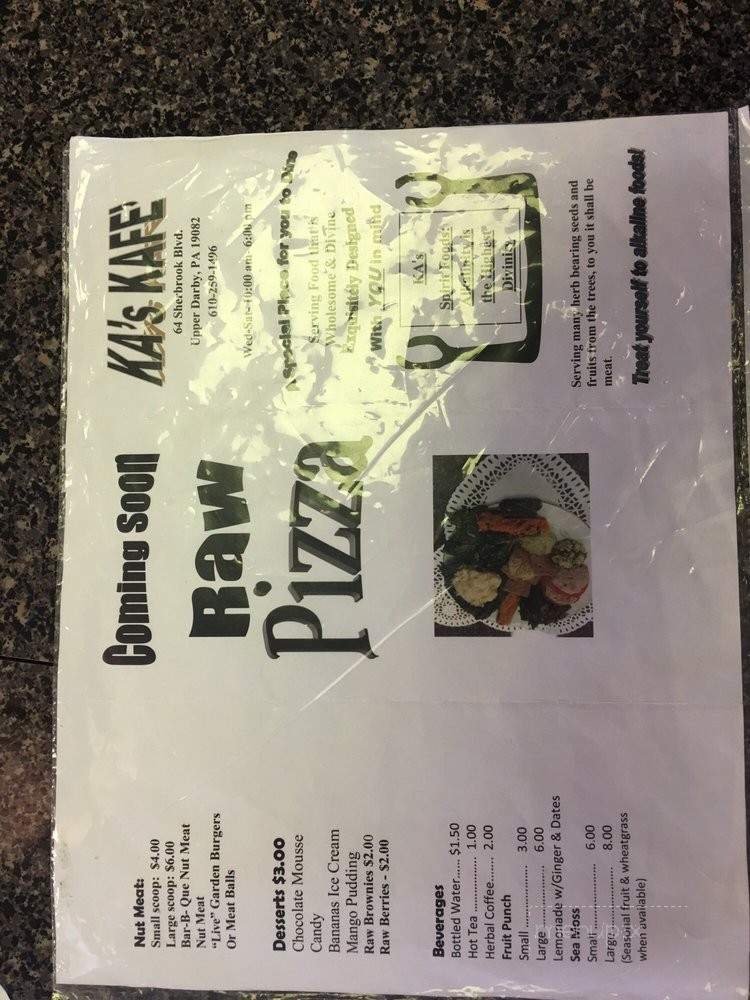 Nut Meat:
Small scoop: $4.00
Large scoop: $6.00
Bar-B- Que Nut Meat
Nut Meat
"Live" Garden Burgers
Or Meat Balls
Desserts $3.00
Chocolate Mousse
Candy
Bananas Ice Cream
Mango Pudding
Raw Brownies $2.00
Raw Berries - $2.00
Beverages
Bottled Water...... $1.50
Hot Tea ................ 1.00
Herbal Coffee........ 2.00
Fruit Punch
Small .................... 3.00
Large .................... 6.00
Lemonade w/Ginger & Dates
Sea Moss
Small .................... 6.00
Large .................... 8.00
(Seasonal fruit & wheatgrass
when available)
Coming Soon
Raw
Pizza
KA's KAFE'
64 Sherbrook Blvd.
Upper Darby, PA 19082
610-259-1496
Wed-Sat-10:00 am- 6:00 pm
A Special Place for you to Dine
Serving Food that is
Wholesome & Divine
Exquisitely Designed
With YOU in mind
KA's
Spirit Foods:
the Highest
Divinity
Serving many herb bearing seeds and
fruits from the trees, to you it shall be
meat.
Treat yourself to alkaline foods!